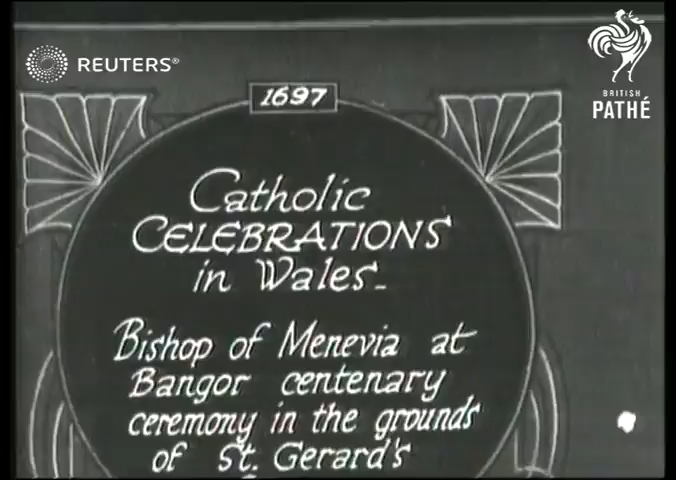 REUTERS®
BRITISH
PATHÉ
1697
Catholic
CELEBRATIONS
in Wales_
Bishop of Menevia at
Bangor centenary
ceremony in the grounds
of St. Gerard's